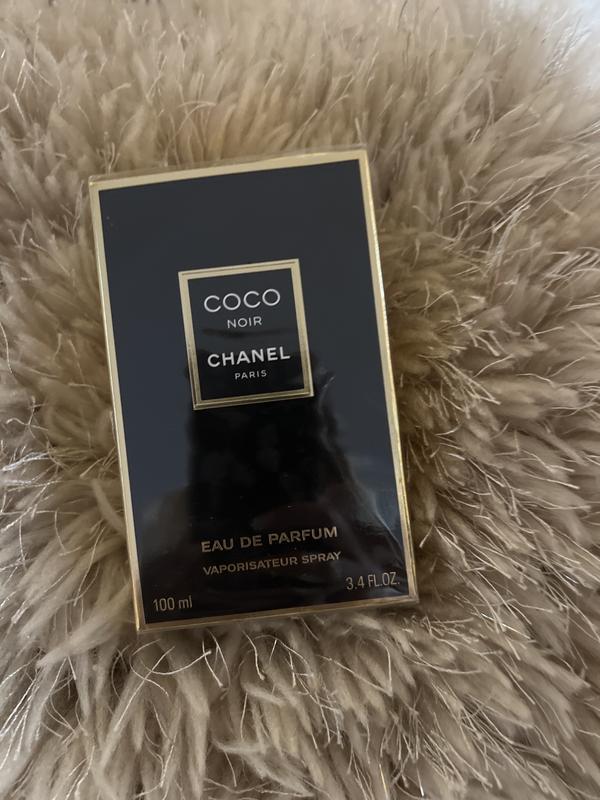 COCO
NOIR
CHANEL
PARIS
EAU DE PARFUM
VAPORISATEUR SPRAY
100 ml
3.4 FL.OZ.